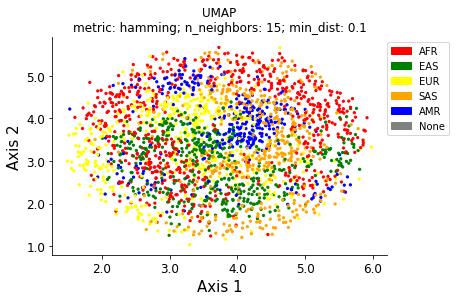 UMAP
metric: hamming; n_neighbors: 15; min_dist: 0.1
AFR
EAS
EUR
SAS
AMR
None
Axis 2
5.0
4.0
3.0
2.0
1.0
2.0 3.0 4.0 5.0 6.0
Axis 1